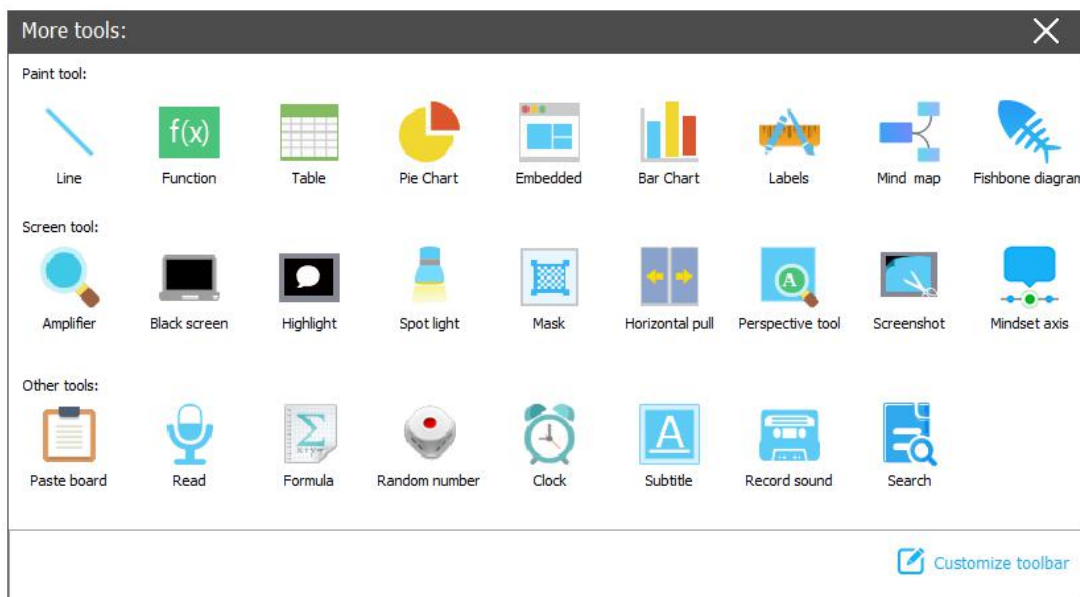 More tools:
Paint tool:
f(x)
Line Function Table Pie Chart Embedded Bar Chart Labels Mind map Fishbone diagram
Screen tool:
A
Amplifier Black screen Highlight Spot light Mask Horizontal pull Perspective tool Screenshot Mindset axis
Other tools:
Σ A
x+y=
Paste board Read Formula Random number Clock Subtitle Record sound Search
Customize toolbar